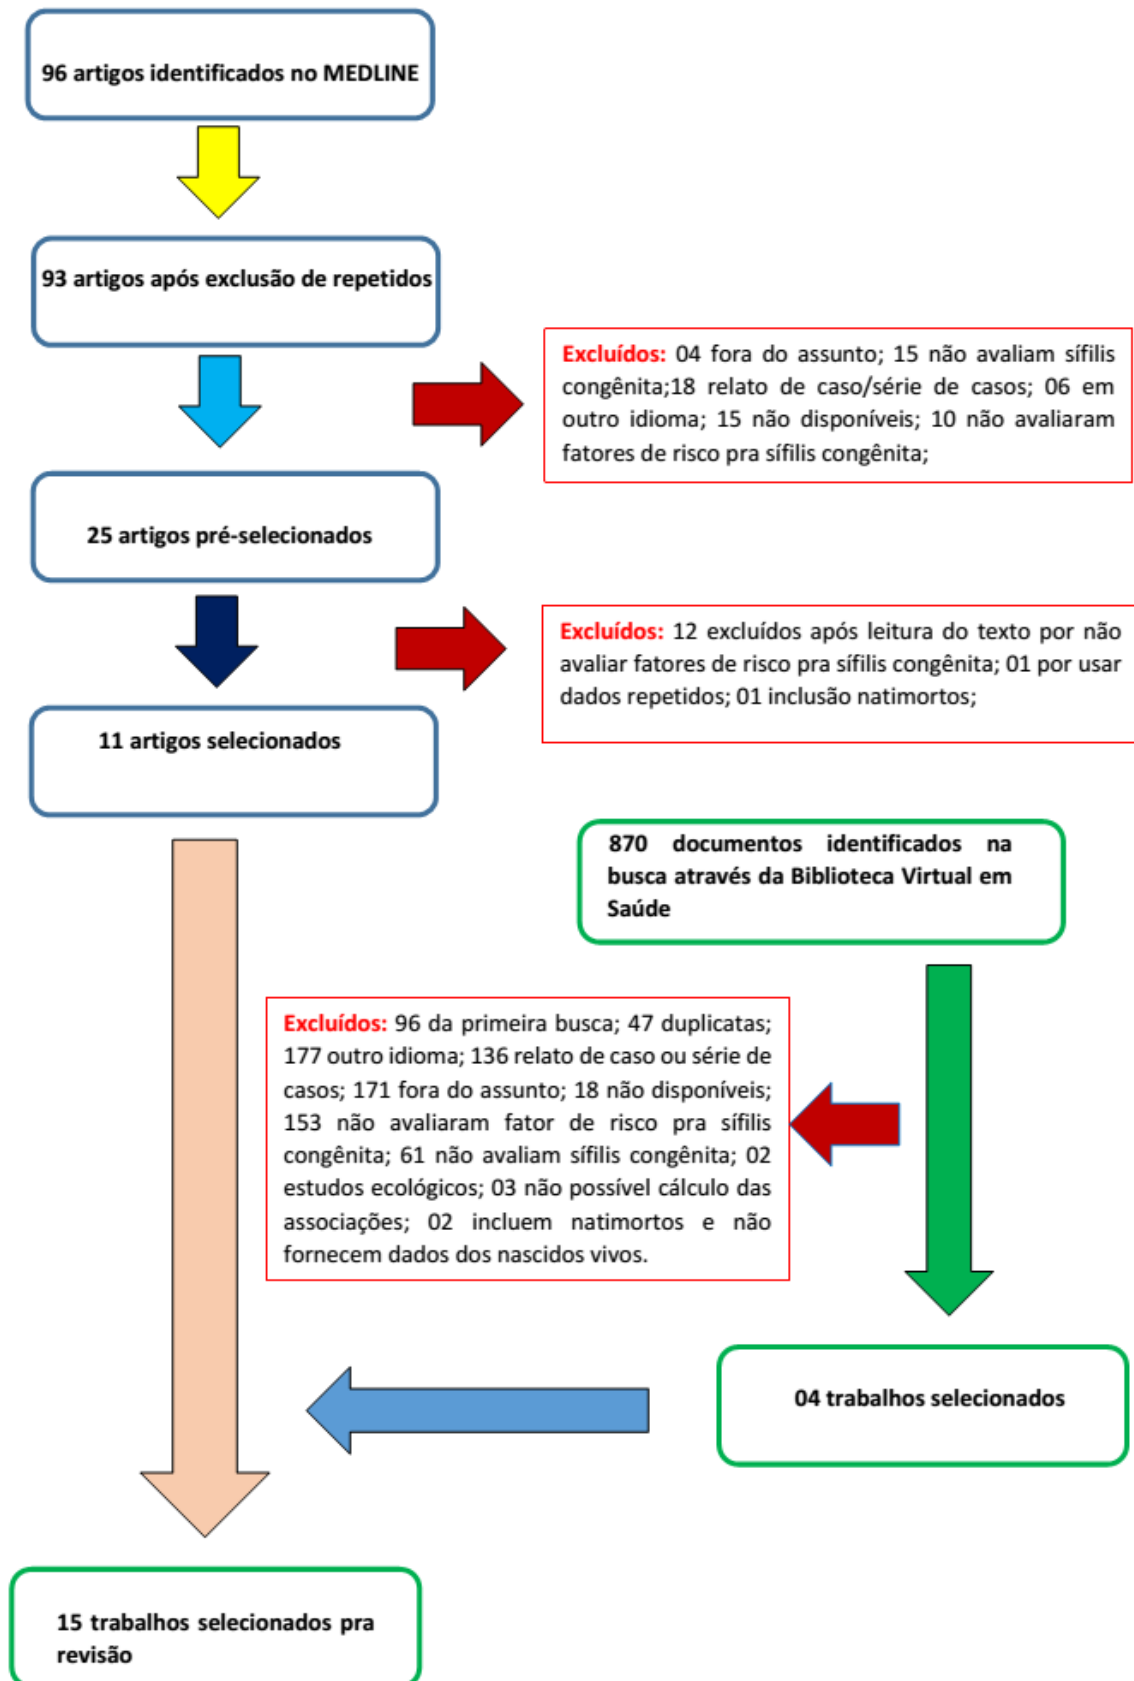 96 artigos identificados no MEDLINE
93 artigos após exclusão de repetidos
Excluídos: 04 fora do assunto; 15 não avaliam sífilis
congênita;18 relato de caso/série de casos; 06 em
outro idioma; 15 não disponíveis; 10 não avaliaram
fatores de risco pra sífilis congênita;
25 artigos pré-selecionados
Excluídos: 12 excluídos após leitura do texto por não
avaliar fatores de risco pra sífilis congênita; 01 por usar
dados repetidos; 01 inclusão natimortos;
11 artigos selecionados
870 documentos identificados na
busca através da Biblioteca Virtual em
Saúde
Excluídos: 96 da primeira busca; 47 duplicatas;
177 outro idioma; 136 relato de caso ou série de
casos; 171 fora do assunto; 18 não disponíveis;
153 não avaliaram fator de risco pra sífilis
congênita; 61 não avaliam sífilis congênita; 02
estudos ecológicos; 03 não possível cálculo das
associações; 02 incluem natimortos e não
fornecem dados dos nascidos vivos.
04 trabalhos selecionados
15 trabalhos selecionados pra
revisão